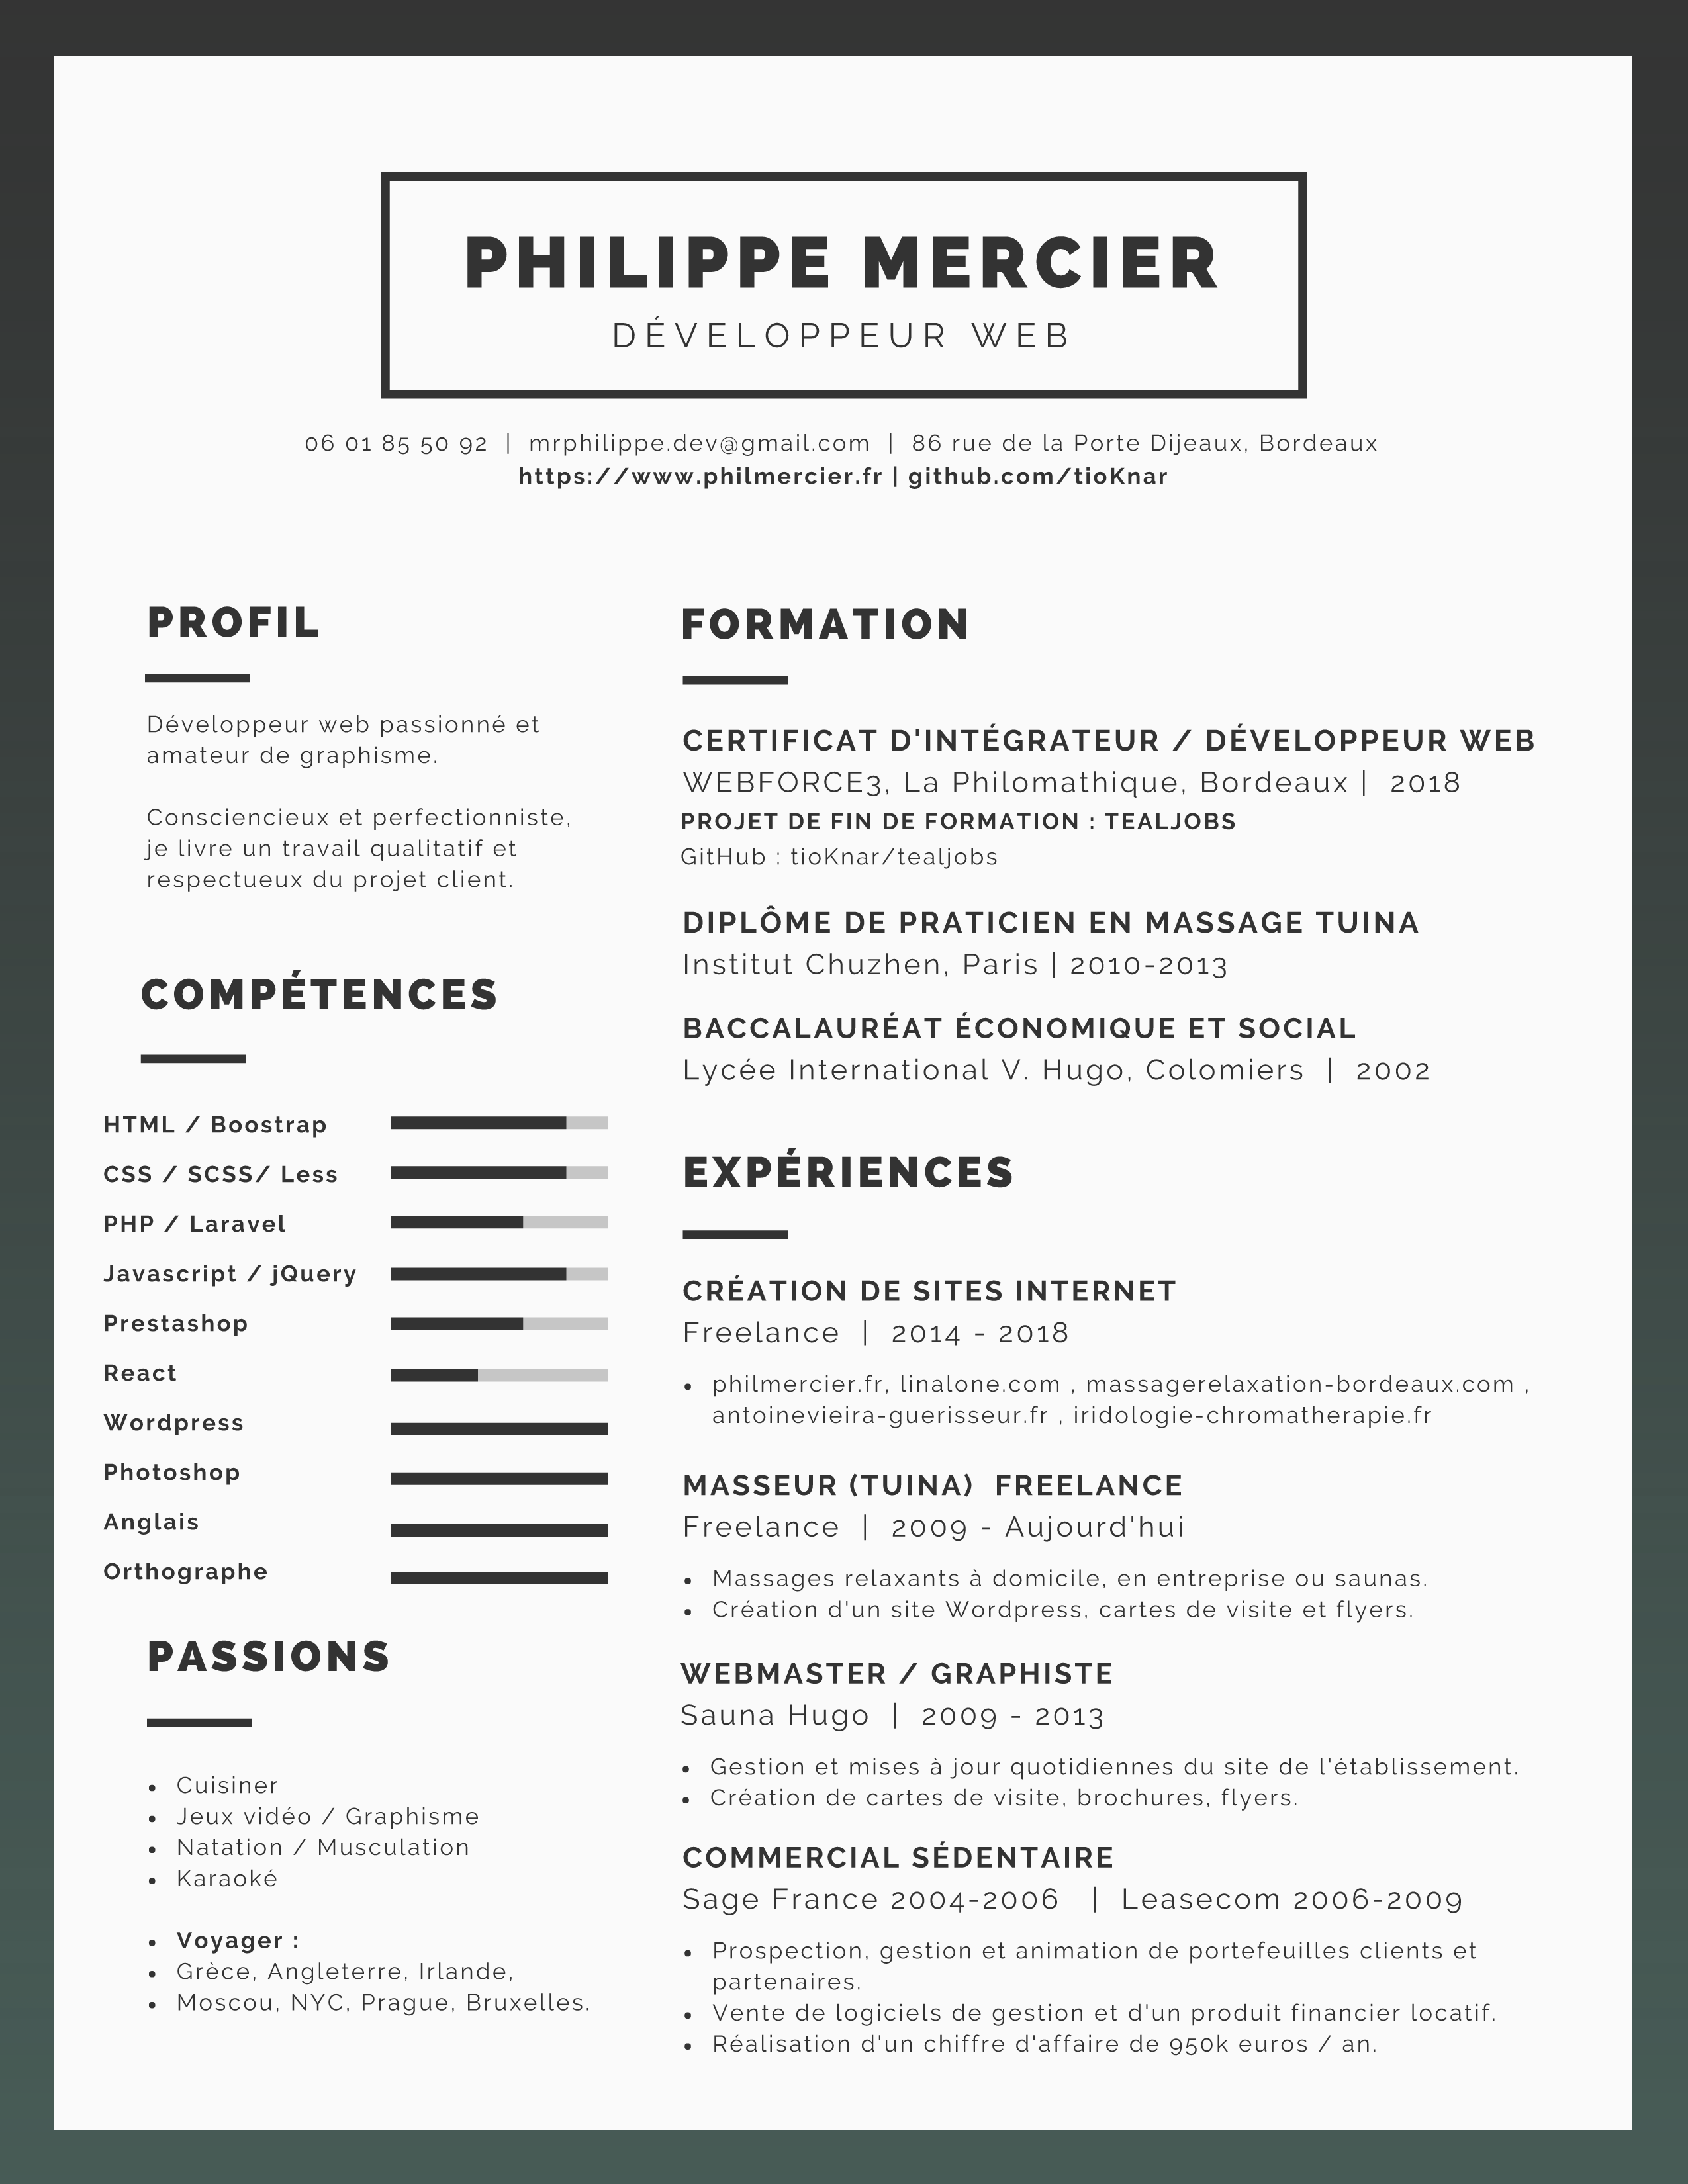 PHILIPPE MERCIER
DÉVELOPPEUR WEB
06 01 85 50 92 | mrphilippe.dev@gmail.com | 86 rue de la Porte Dijeaux, Bordeaux
https://www.philmercier.fr | github.com/tioKnar
PROFIL
Développeur web passionné et
amateur de graphisme.
Consciencieux et perfectionniste,
je livre un travail qualitatif et
respectueux du projet client.
COMPÉTENCES
HTML / Boostrap
CSS / SCSS/ Less
PHP / Laravel
Javascript / jQuery
Prestashop
React
Wordpress
Photoshop
Anglais
Orthographe
PASSIONS
• Cuisiner
• Jeux vidéo / Graphisme
• Natation / Musculation
• Karaoké
• Voyager :
• Grèce, Angleterre, Irlande,
• Moscou, NYC, Prague, Bruxelles.
FORMATION
CERTIFICAT D'INTÉGRATEUR / DÉVELOPPEUR WEB
WEBFORCE3, La Philomathique, Bordeaux | 2018
PROJET DE FIN DE FORMATION : TEALJOBS
GitHub : tioKnar/tealjobs
DIPLÔME DE PRATICIEN EN MASSAGE TUINA
Institut Chuzhen, Paris | 2010-2013
BACCALAURÉAT ÉCONOMIQUE ET SOCIAL
Lycée International V. Hugo, Colomiers | 2002
EXPÉRIENCES
CRÉATION DE SITES INTERNET
Freelance | 2014 - 2018
• philmercier.fr, linalone.com , massagerelaxation-bordeaux.com ,
antoinevieira-guerisseur.fr , iridologie-chromatherapie.fr
MASSEUR (TUINA) FREELANCE
Freelance | 2009 - Aujourd'hui
• Massages relaxants à domicile, en entreprise ou saunas.
• Création d'un site Wordpress, cartes de visite et flyers.
WEBMASTER / GRAPHISTE
Sauna Hugo | 2009 - 2013
• Gestion et mises à jour quotidiennes du site de l'établissement.
• Création de cartes de visite, brochures, flyers.
COMMERCIAL SÉDENTAIRE
Sage France 2004-2006 | Leasecom 2006-2009
• Prospection, gestion et animation de portefeuilles clients et
partenaires.
• Vente de logiciels de gestion et d'un produit financier locatif.
• Réalisation d'un chiffre d'affaire de 950k euros / an.